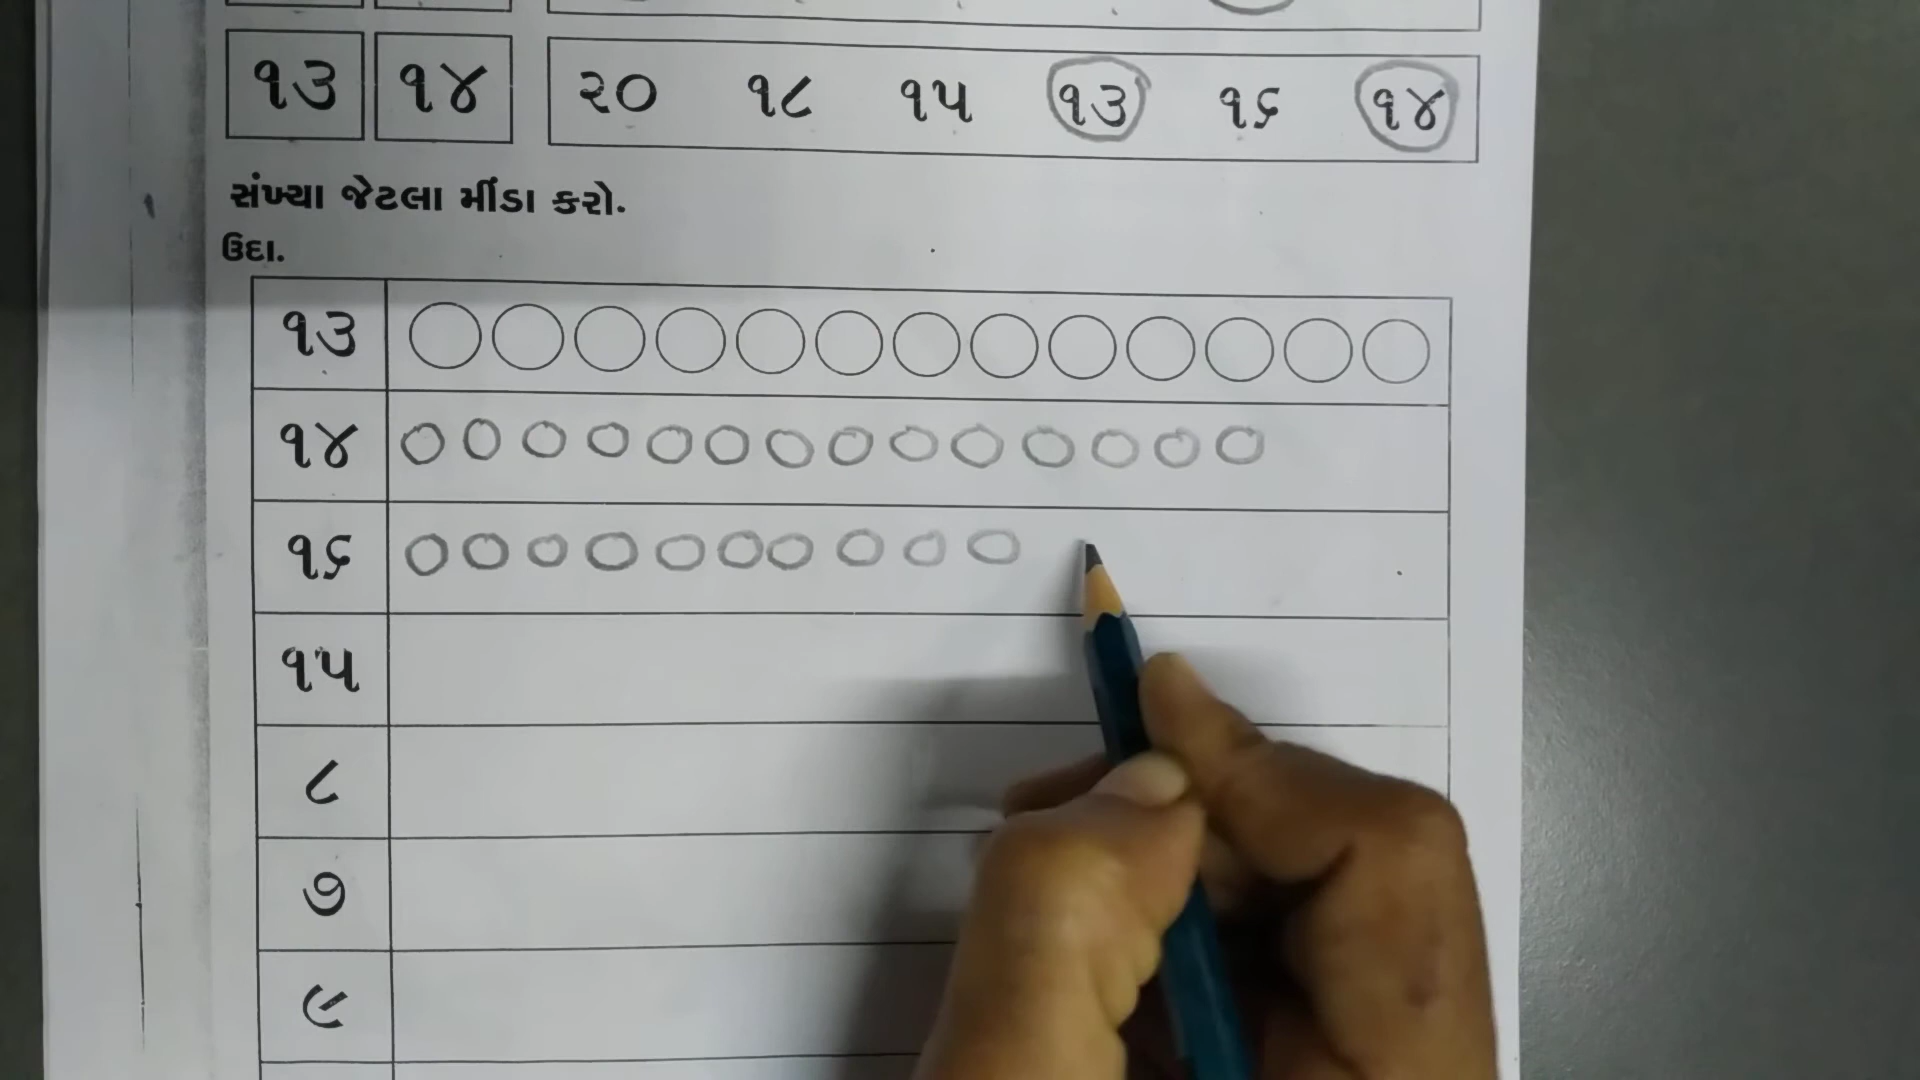 ૧૩ ૧૪ ૨૦ ૧૮ ૧૫ ૧૩ ૧૬ ૧૪
સંખ્યા જેટલા મીંડા કરો.
ઉદા.
૧૩
૧૪
૧૬
૧૫
૮
૭
૯